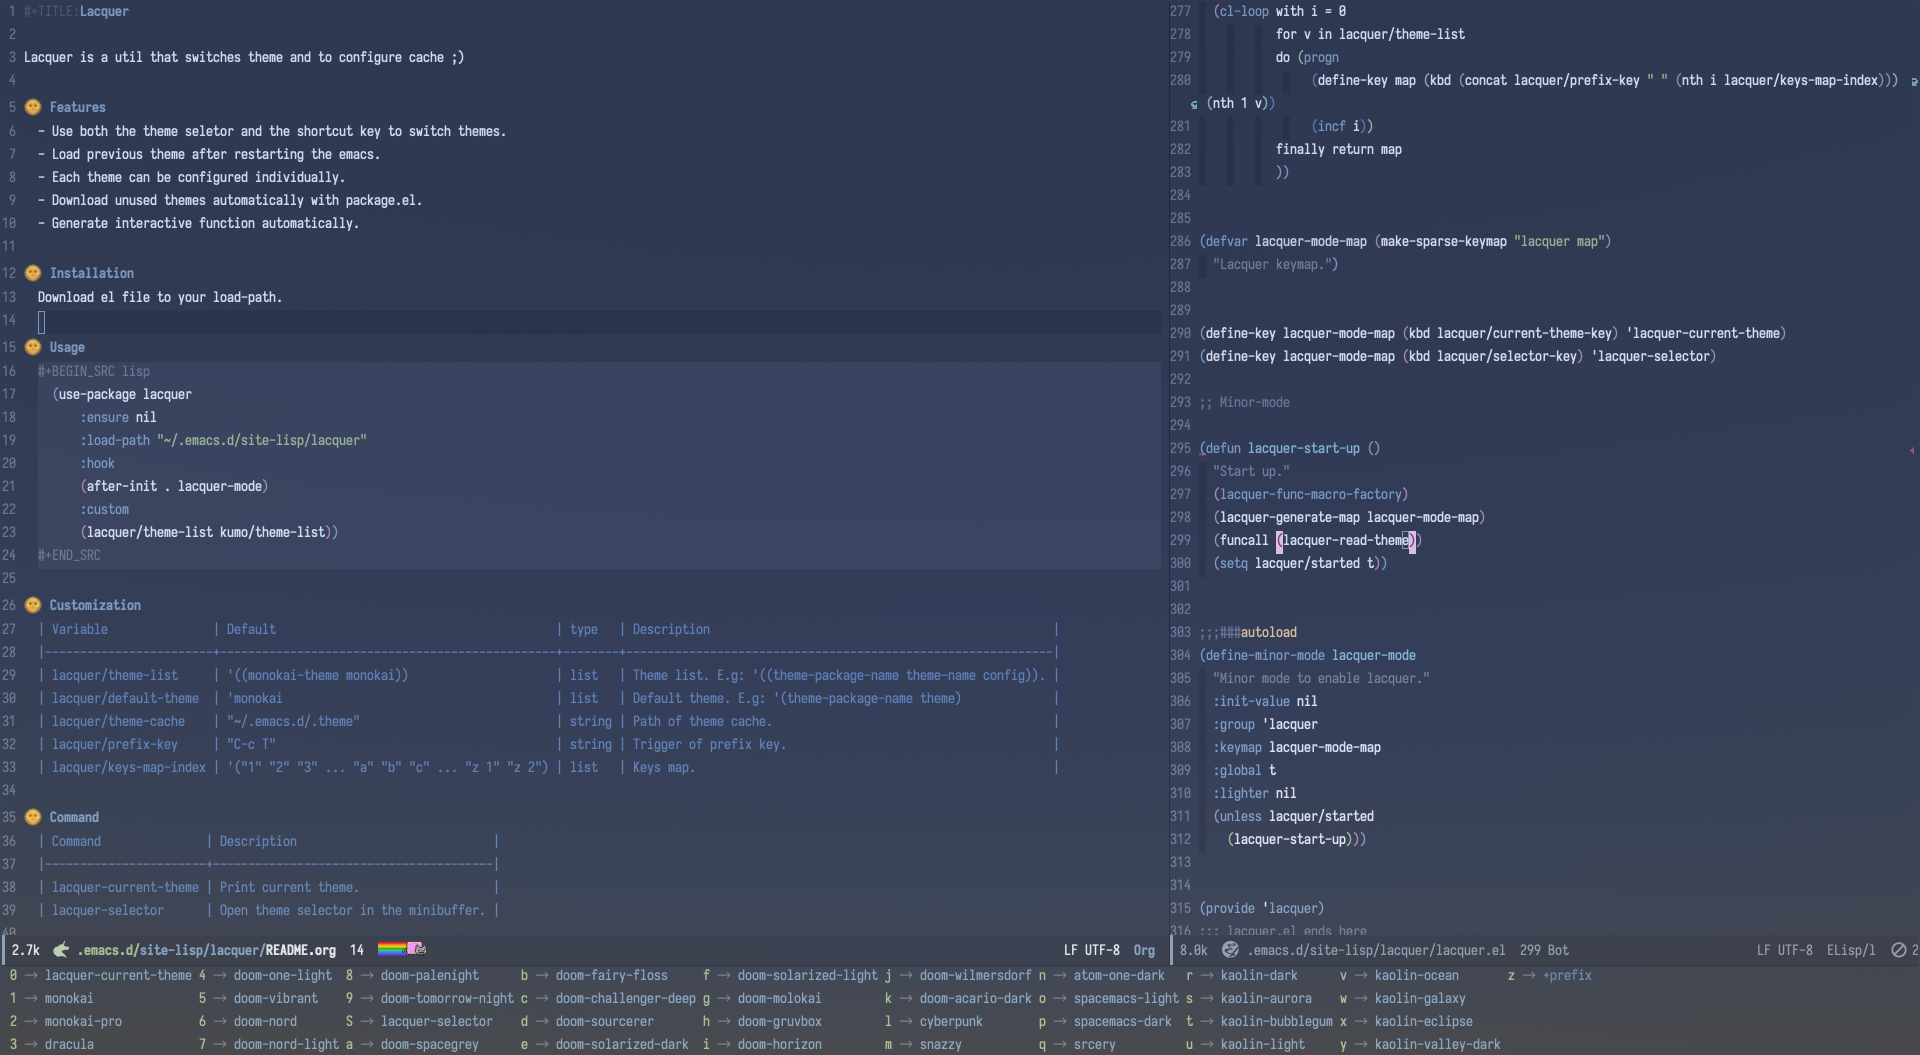 1 #+TITLE:Lacquer
2
3 Lacquer is a util that switches theme and to configure cache ;)
4
5 Features
6 - Use both the theme seletor and the shortcut key to switch themes.
7 - Load previous theme after restarting the emacs.
8 - Each theme can be configured individually.
9 - Download unused themes automatically with package.el.
10 - Generate interactive function automatically.
11
12 Installation
13 Download el file to your load-path.
14
15 Usage
16 #+BEGIN_SRC lisp
17 (use-package lacquer
18 :ensure nil
19 :load-path "~/.emacs.d/site-lisp/lacquer"
20 :hook
21 (after-init . lacquer-mode)
22 :custom
23 (lacquer/theme-list kumo/theme-list))
24 #+END_SRC
25
26 Customization
27 | Variable | Default | type | Description |
28 |------------------------+------------------------------------------------+--------+-------------------------------------------------------------|
29 | lacquer/theme-list | '((monokai-theme monokai)) | list | Theme list. E.g: '((theme-package-name theme-name config)). |
30 | lacquer/default-theme | 'monokai | list | Default theme. E.g: '(theme-package-name theme) |
31 | lacquer/theme-cache | "~/.emacs.d/.theme" | string | Path of theme cache. |
32 | lacquer/prefix-key | "C-c T" | string | Trigger of prefix key. |
33 | lacquer/keys-map-index | '("1" "2" "3" ... "a" "b" "c" ... "z 1" "z 2") | list | Keys map. |
34
35 Command
36 | Command | Description |
37 |-----------------------+----------------------------------------|
38 | lacquer-current-theme | Print current theme. |
39 | lacquer-selector | Open theme selector in the minibuffer. |
40
2.7k .emacs.d/site-lisp/lacquer/README.org 14 LF UTF-8 Org
277 (cl-loop with i = 0
278 for v in lacquer/theme-list
279 do (progn
280 (define-key map (kbd (concat lacquer/prefix-key " " (nth i lacquer/keys-map-index)))
(nth 1 v))
281 (incf i))
282 finally return map
283 ))
284
285
286 (defvar lacquer-mode-map (make-sparse-keymap "lacquer map")
287 "Lacquer keymap.")
288
289
290 (define-key lacquer-mode-map (kbd lacquer/current-theme-key) 'lacquer-current-theme)
291 (define-key lacquer-mode-map (kbd lacquer/selector-key) 'lacquer-selector)
292
293 ;; Minor-mode
294
295 (defun lacquer-start-up ()
296 "Start up."
297 (lacquer-func-macro-factory)
298 (lacquer-generate-map lacquer-mode-map)
299 (funcall (lacquer-read-theme))
300 (setq lacquer/started t))
301
302
303 ;;;###autoload
304 (define-minor-mode lacquer-mode
305 "Minor mode to enable lacquer."
306 :init-value nil
307 :group 'lacquer
308 :keymap lacquer-mode-map
309 :global t
310 :lighter nil
311 (unless lacquer/started
312 (lacquer-start-up)))
313
314
315 (provide 'lacquer)
316 ;;; lacquer.el ends here
8.0k .emacs.d/site-lisp/lacquer/lacquer.el 299 Bot LF UTF-8 ELisp/l 2
0 → lacquer-current-theme 4 → doom-one-light 8 → doom-palenight b → doom-fairy-floss f → doom-solarized-light j → doom-wilmersdorf n → atom-one-dark r → kaolin-dark v → kaolin-ocean z → +prefix
1 → monokai 5 → doom-vibrant 9 → doom-tomorrow-night c → doom-challenger-deep g → doom-molokai k → doom-acario-dark o → spacemacs-light s → kaolin-aurora w → kaolin-galaxy
2 → monokai-pro 6 → doom-nord S → lacquer-selector d → doom-sourcerer h → doom-gruvbox l → cyberpunk p → spacemacs-dark t → kaolin-bubblegum x → kaolin-eclipse
3 → dracula 7 → doom-nord-light a → doom-spacegrey e → doom-solarized-dark i → doom-horizon m → snazzy q → srcery u → kaolin-light y → kaolin-valley-dark